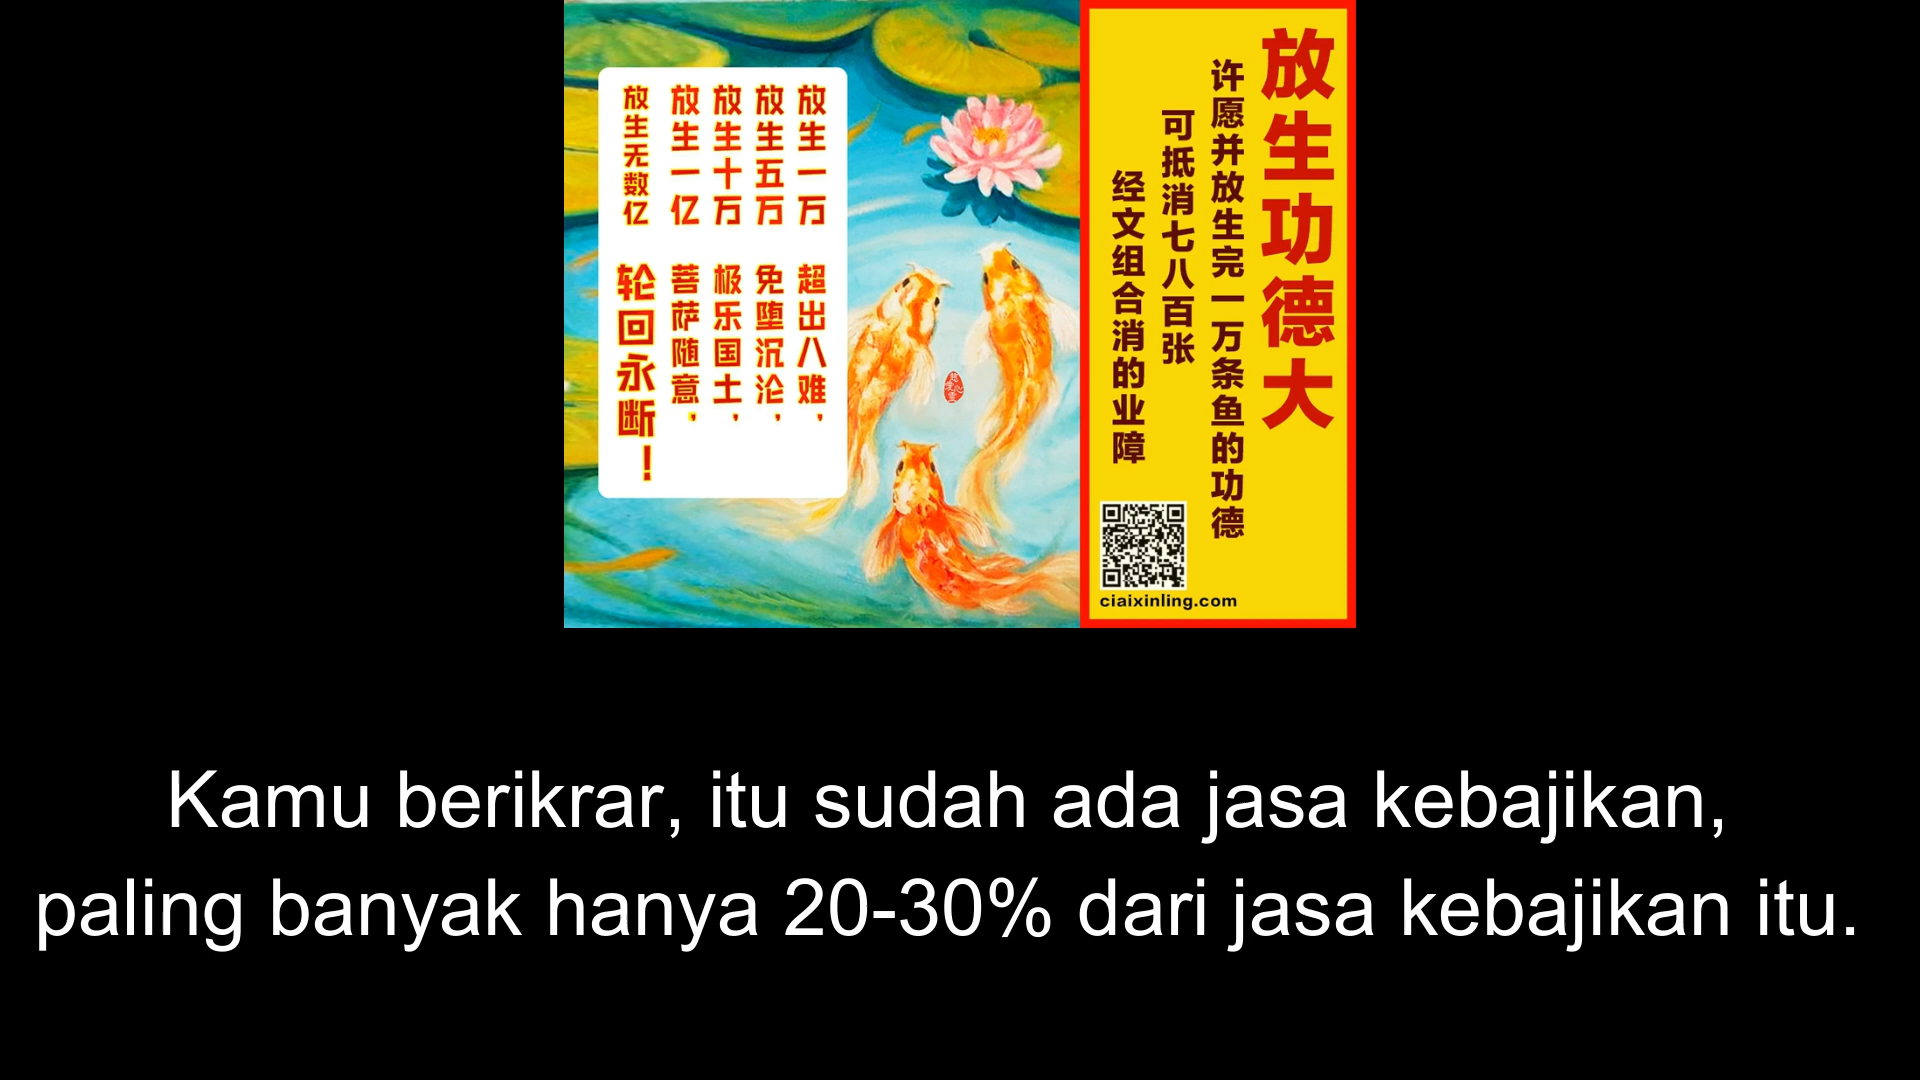 放生一万 超出八难，
放生五万 免堕沉沦，
放生十万 极乐国土，
放生一亿 菩萨随意，
放生无数亿 轮回永断！
放生功德大
许愿并放生完一万条鱼的功德
可抵消七八百张
经文组合消的业障
ciaixinling.com
Kamu berikrar, itu sudah ada jasa kebajikan,
paling banyak hanya 20-30% dari jasa kebajikan itu.